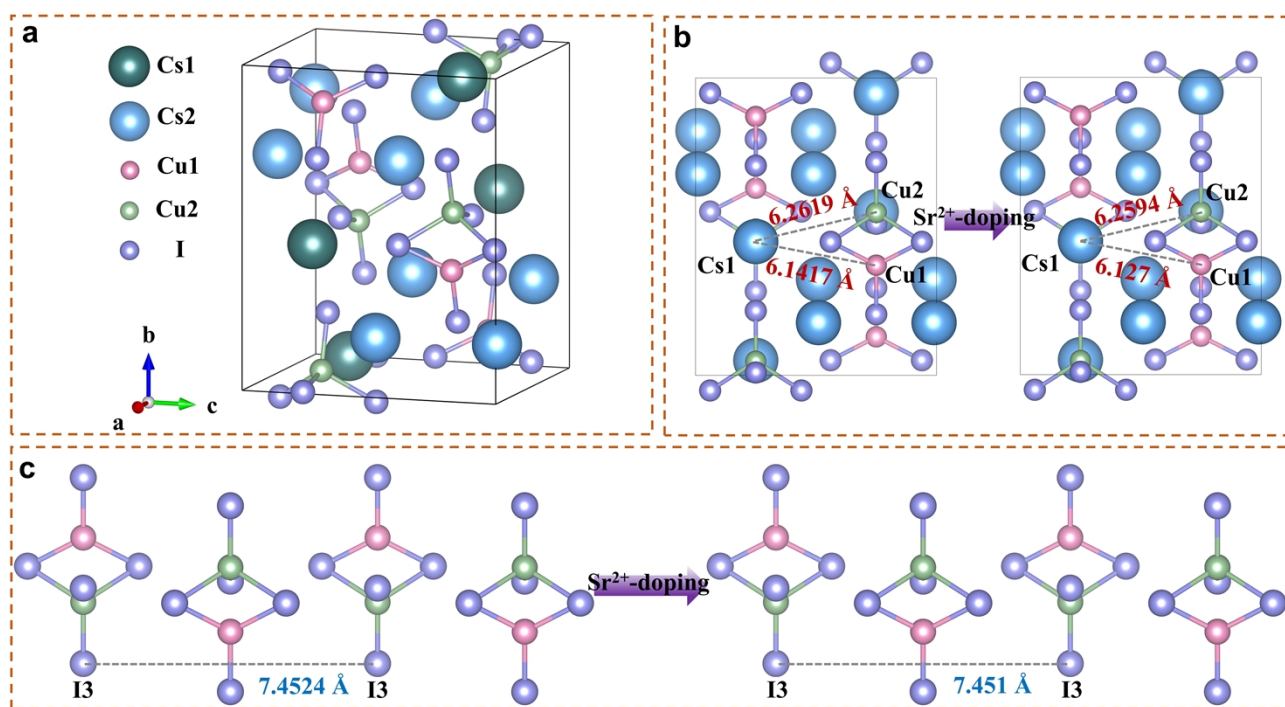 a
Cs1
Cs2
Cu1
Cu2
I
b
a
c
b
Cu2
6.2619 Å
Cs1
6.1417 Å
Cu1
Sr²⁺-doping
Cu2
6.2594 Å
Cs1
6.127 Å
Cu1
c
I3
7.4524 Å
I3
Sr²⁺-doping
I3
7.451 Å
I3